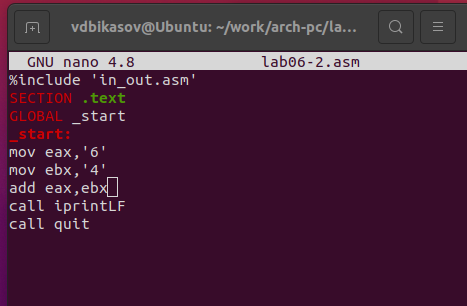 vdbikasov@Ubuntu: ~/work/arch-pc/la...
GNU nano 4.8 lab06-2.asm
%include 'in_out.asm'
SECTION .text
GLOBAL _start
_start:
mov eax,'6'
mov ebx,'4'
add eax,ebx
call iprintLF
call quit